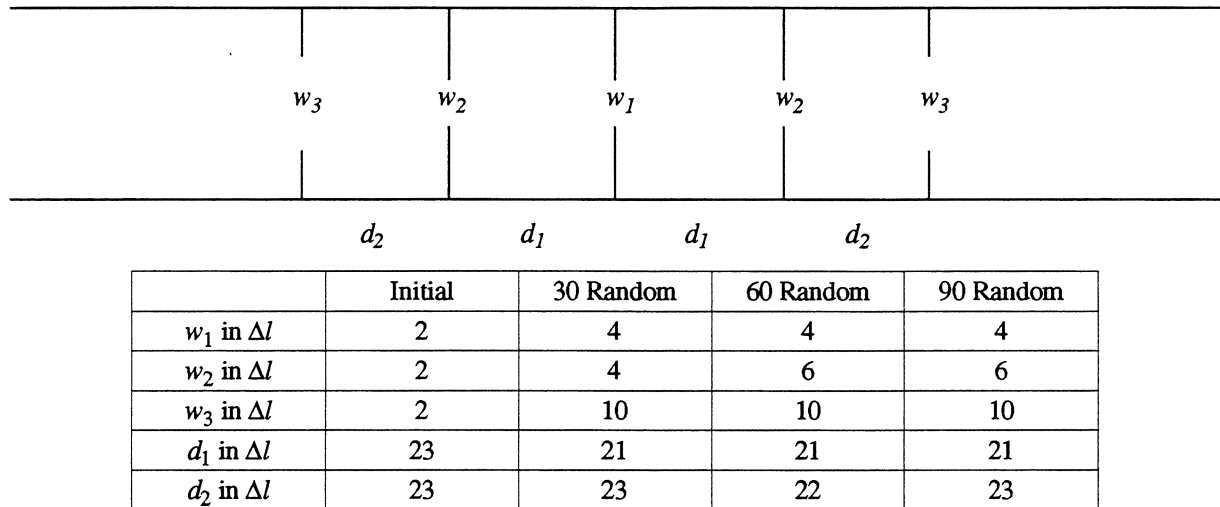 w3 w2 w1 w2 w3
d2 d1 d1 d2
Initial 30 Random 60 Random 90 Random
w1 in Δl 2 4 4 4
w2 in Δl 2 4 6 6
w3 in Δl 2 10 10 10
d1 in Δl 23 21 21 21
d2 in Δl 23 23 22 23